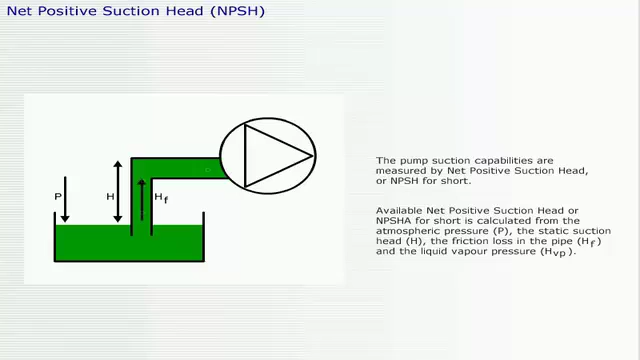 Net Positive Suction Head (NPSH)
P
H
Hf
The pump suction capabilities are
measured by Net Positive Suction Head,
or NPSH for short.
Available Net Positive Suction Head or
NPSHA for short is calculated from the
atmospheric pressure (P), the static suction
head (H), the friction loss in the pipe (Hf)
and the liquid vapour pressure (Hvp).